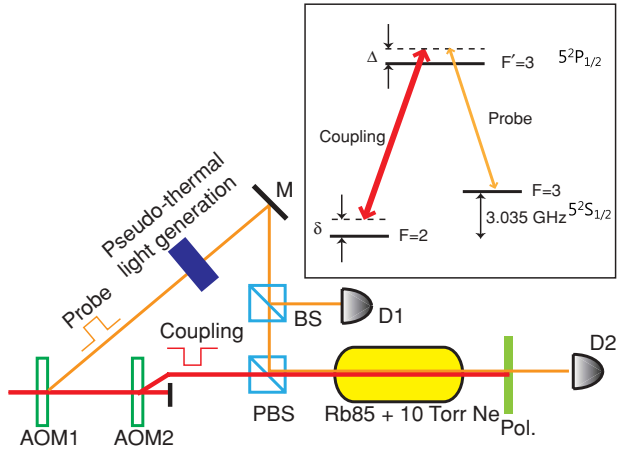 Δ
F′=3
5²P₁/₂
Coupling
Probe
F=3
3.035 GHz
5²S₁/₂
δ
F=2
M
Pseudo-thermal
light generation
Probe
Coupling
BS
D1
D2
PBS
Rb85 + 10 Torr Ne
Pol.
AOM1
AOM2